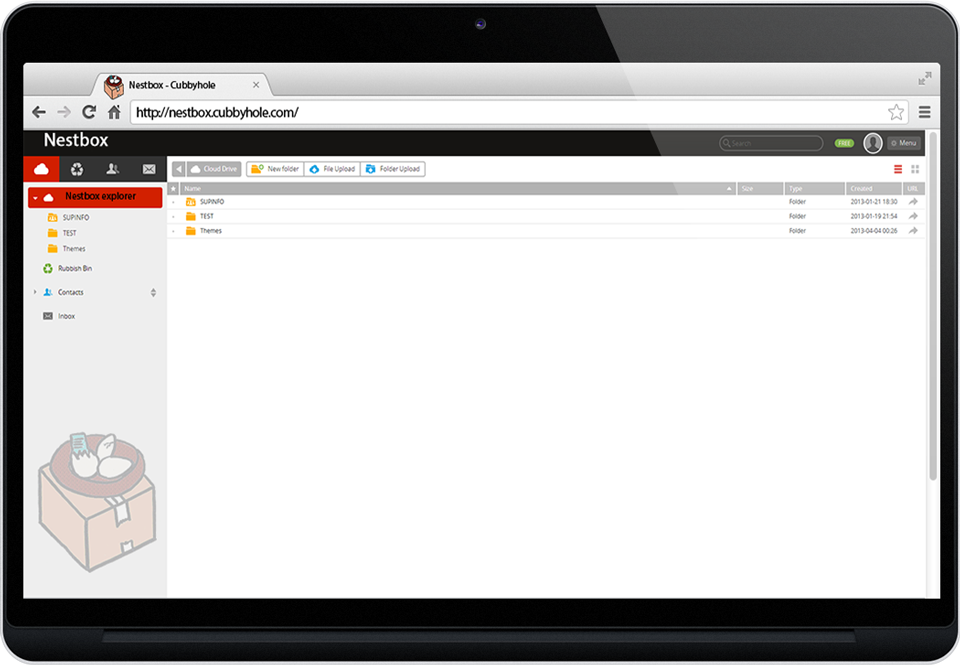 Nestbox - Cubbyhole
http://nestbox.cubbyhole.com/
Nestbox
Search
FREE
Menu
Cloud Drive
New folder
File Upload
Folder Upload
Nestbox explorer
SUPINFO
TEST
Themes
Rubbish Bin
Contacts
Inbox
Name Size Type Created URL
SUPINFO Folder 2013-01-21 18:30
TEST Folder 2013-01-19 21:54
Themes Folder 2013-04-04 00:26